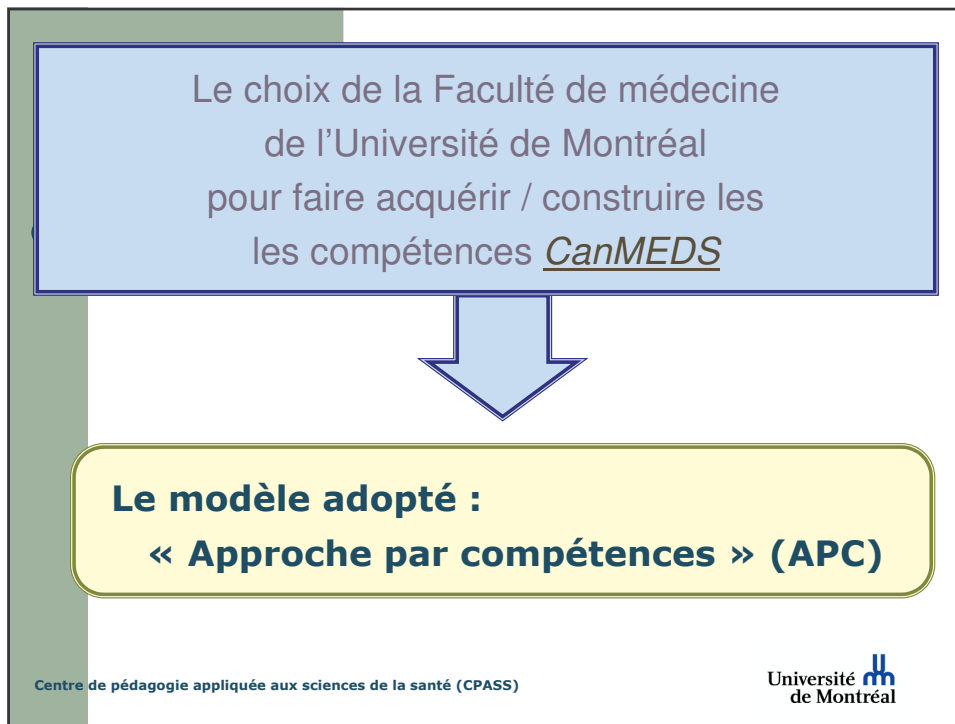 Le choix de la Faculté de médecine
de l'Université de Montréal
pour faire acquérir / construire les
les compétences CanMEDS
Le modèle adopté :
« Approche par compétences » (APC)
Centre de pédagogie appliquée aux sciences de la santé (CPASS)
Université
de Montréal